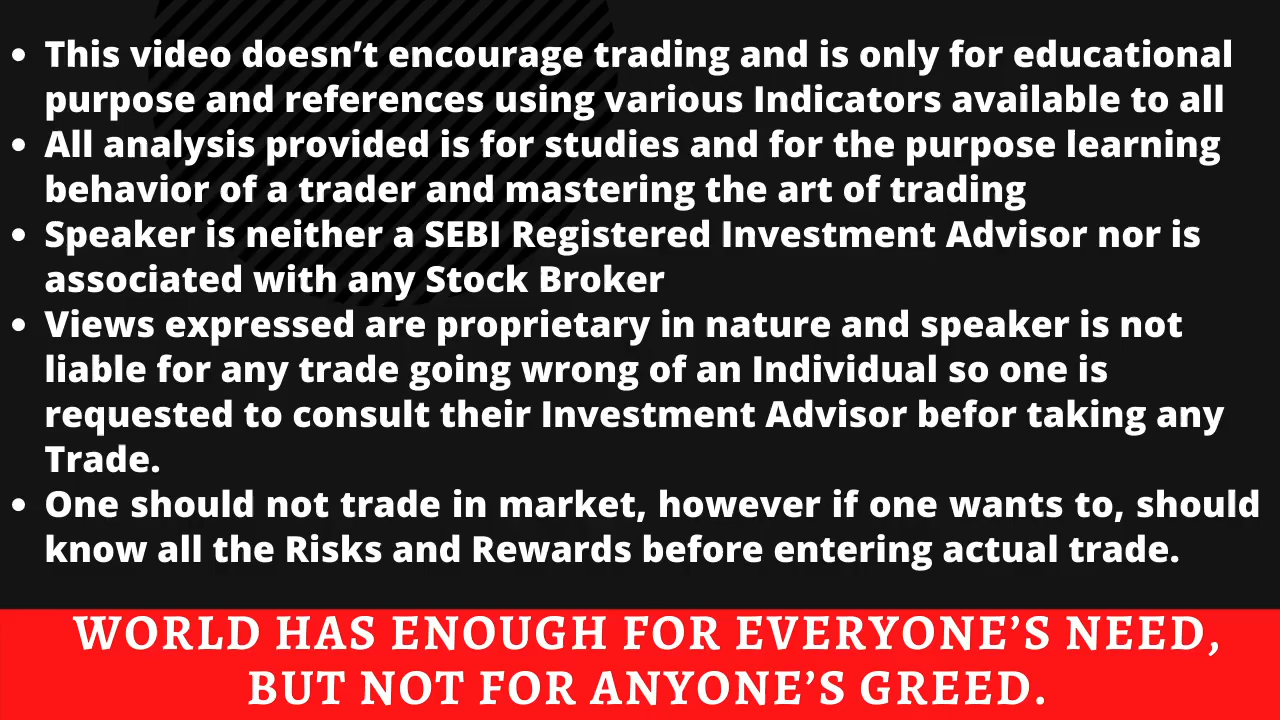 • This video doesn’t encourage trading and is only for educational
purpose and references using various Indicators available to all
• All analysis provided is for studies and for the purpose learning
behavior of a trader and mastering the art of trading
• Speaker is neither a SEBI Registered Investment Advisor nor is
associated with any Stock Broker
• Views expressed are proprietary in nature and speaker is not
liable for any trade going wrong of an Individual so one is
requested to consult their Investment Advisor befor taking any
Trade.
• One should not trade in market, however if one wants to, should
know all the Risks and Rewards before entering actual trade.
WORLD HAS ENOUGH FOR EVERYONE’S NEED,
BUT NOT FOR ANYONE’S GREED.